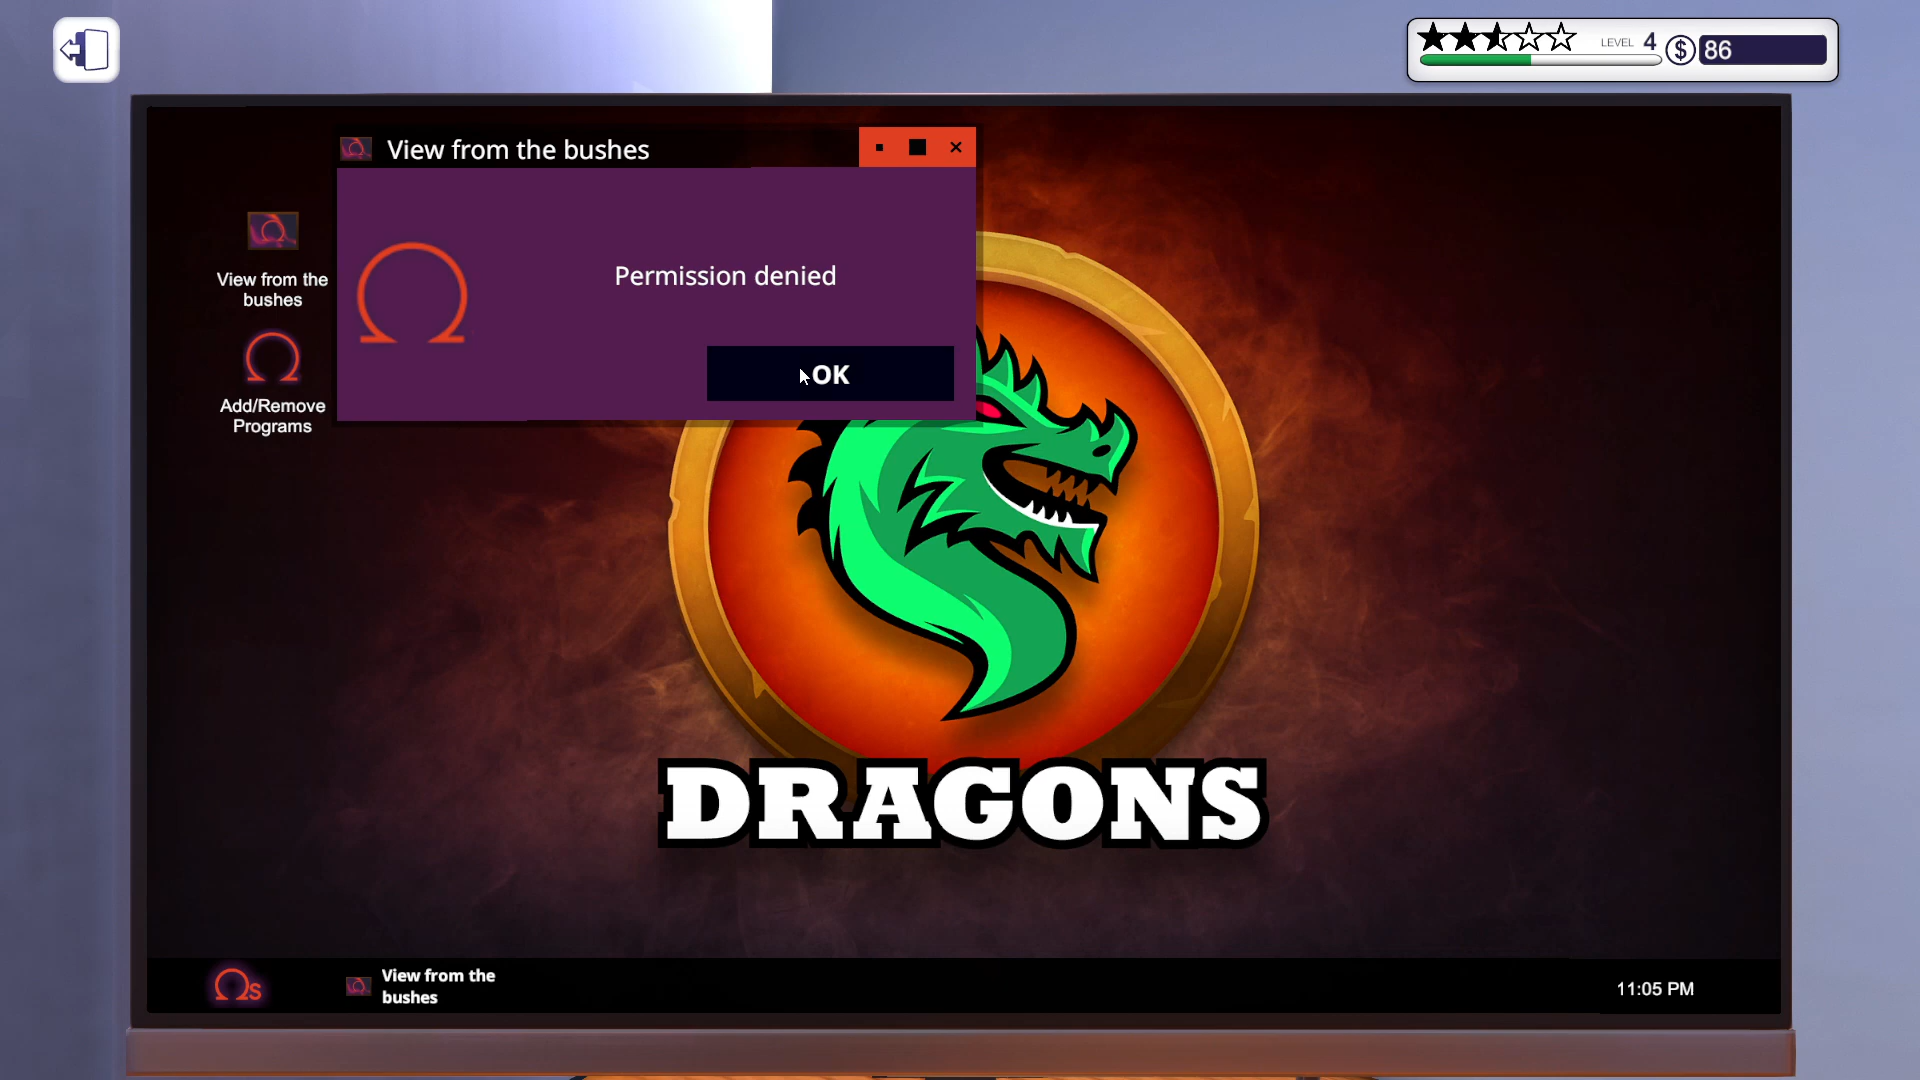 LEVEL 4
$ 86
View from the bushes
Permission denied
OK
View from the
bushes
Add/Remove
Programs
DRAGONS
Ωs
View from the
bushes
11:05 PM